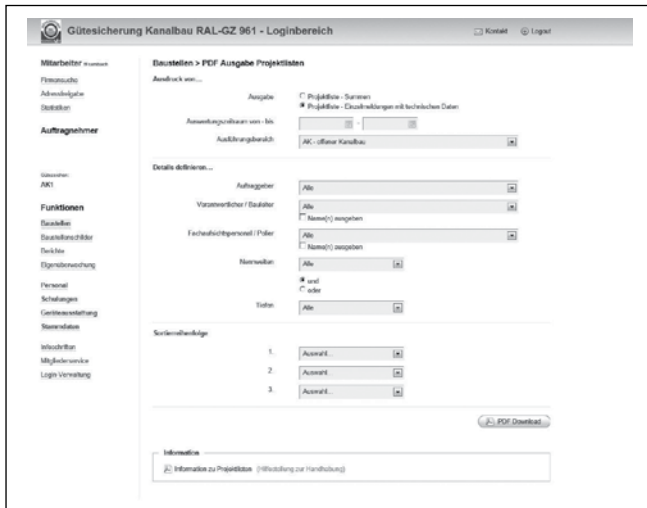 Gütesicherung Kanalbau RAL-GZ 961 - Loginbereich
Kontakt
Logout
Mitarbeiter
Firmensuche
Adressfreigabe
Statistiken
Auftragnehmer
Gütezeichen:
AK1
Funktionen
Baustellen
Baustellenschilder
Berichte
Eigenüberwachung
Personal
Schulungen
Geräteausstattung
Stammdaten
Infoschriften
Mitgliederservice
Login-Verwaltung
Baustellen > PDF Ausgabe Projektlisten
Ausdruck von...
Ausgabe
Projektliste - Summen
Projektliste - Einzelmeldungen mit technischen Daten
Auswertungszeitraum von - bis
-
Ausführungsbereich
AK - offener Kanalbau
Details definieren...
Auftraggeber
Alle
Verantwortlicher / Bauleiter
Alle
Name(n) ausgeben
Fachaufsichtspersonal / Polier
Alle
Name(n) ausgeben
Nennweiten
Alle
und
oder
Tiefen
Alle
Sortierreihenfolge
1.
Auswahl...
2.
Auswahl...
3.
Auswahl...
PDF Download
Information
Information zu Projektlisten (Hilfestellung zur Handhabung)